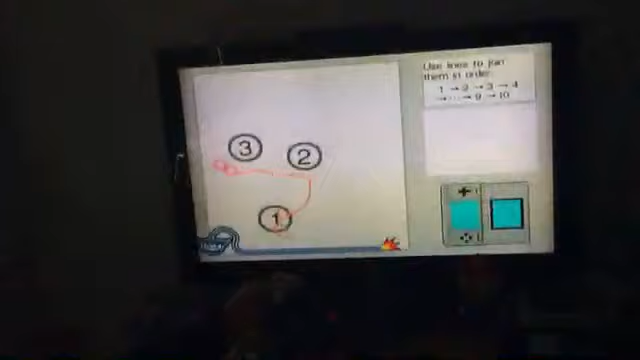 Use lines to join
them in order.
1 → 2 → 3 → 4
→ ··· → 9 → 10
3
2
1